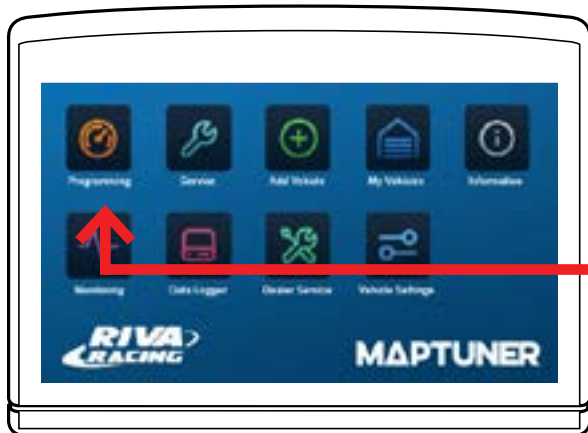 Programming Service Add Vehicle My Vehicles Information
Monitoring Data Logger Dealer Service Vehicle Settings
RIVA RACING MAPTUNER